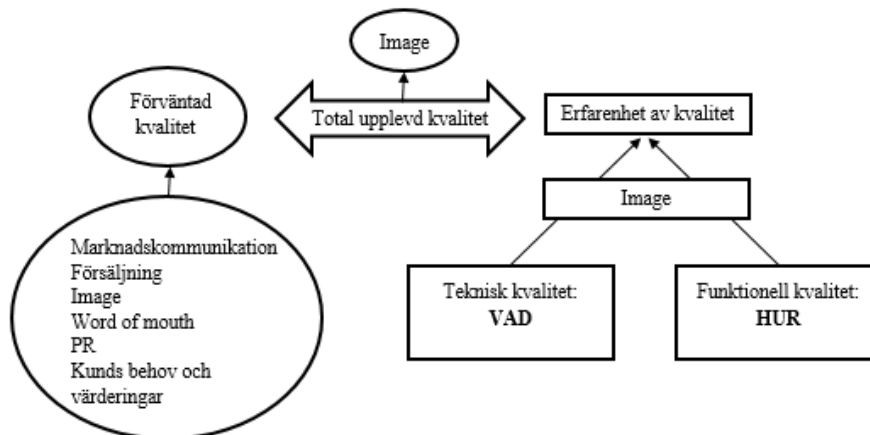 Image
Förväntad
kvalitet
Total upplevd kvalitet
Erfarenhet av kvalitet
Image
Marknadskommunikation
Försäljning
Image
Word of mouth
PR
Kunds behov och
värderingar
Teknisk kvalitet:
VAD
Funktionell kvalitet:
HUR